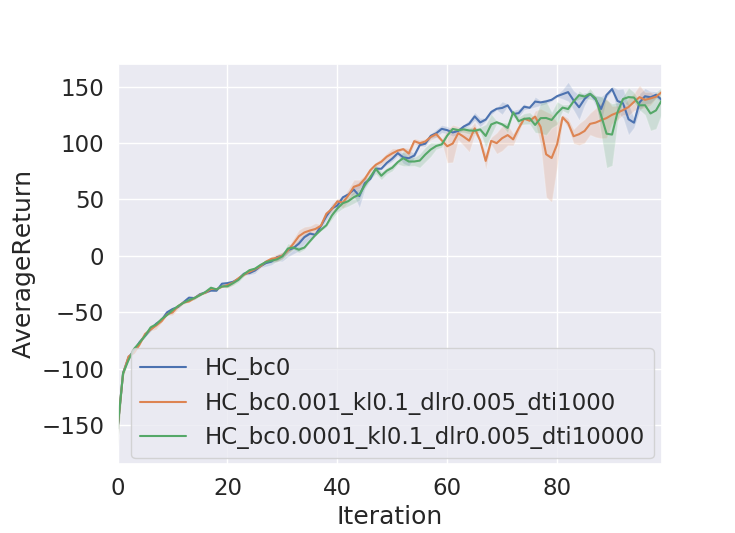 150
100
50
0
−50
−100
−150
AverageReturn
HC_bc0
HC_bc0.001_kl0.1_dlr0.005_dti1000
HC_bc0.0001_kl0.1_dlr0.005_dti10000
0 20 40 60 80
Iteration